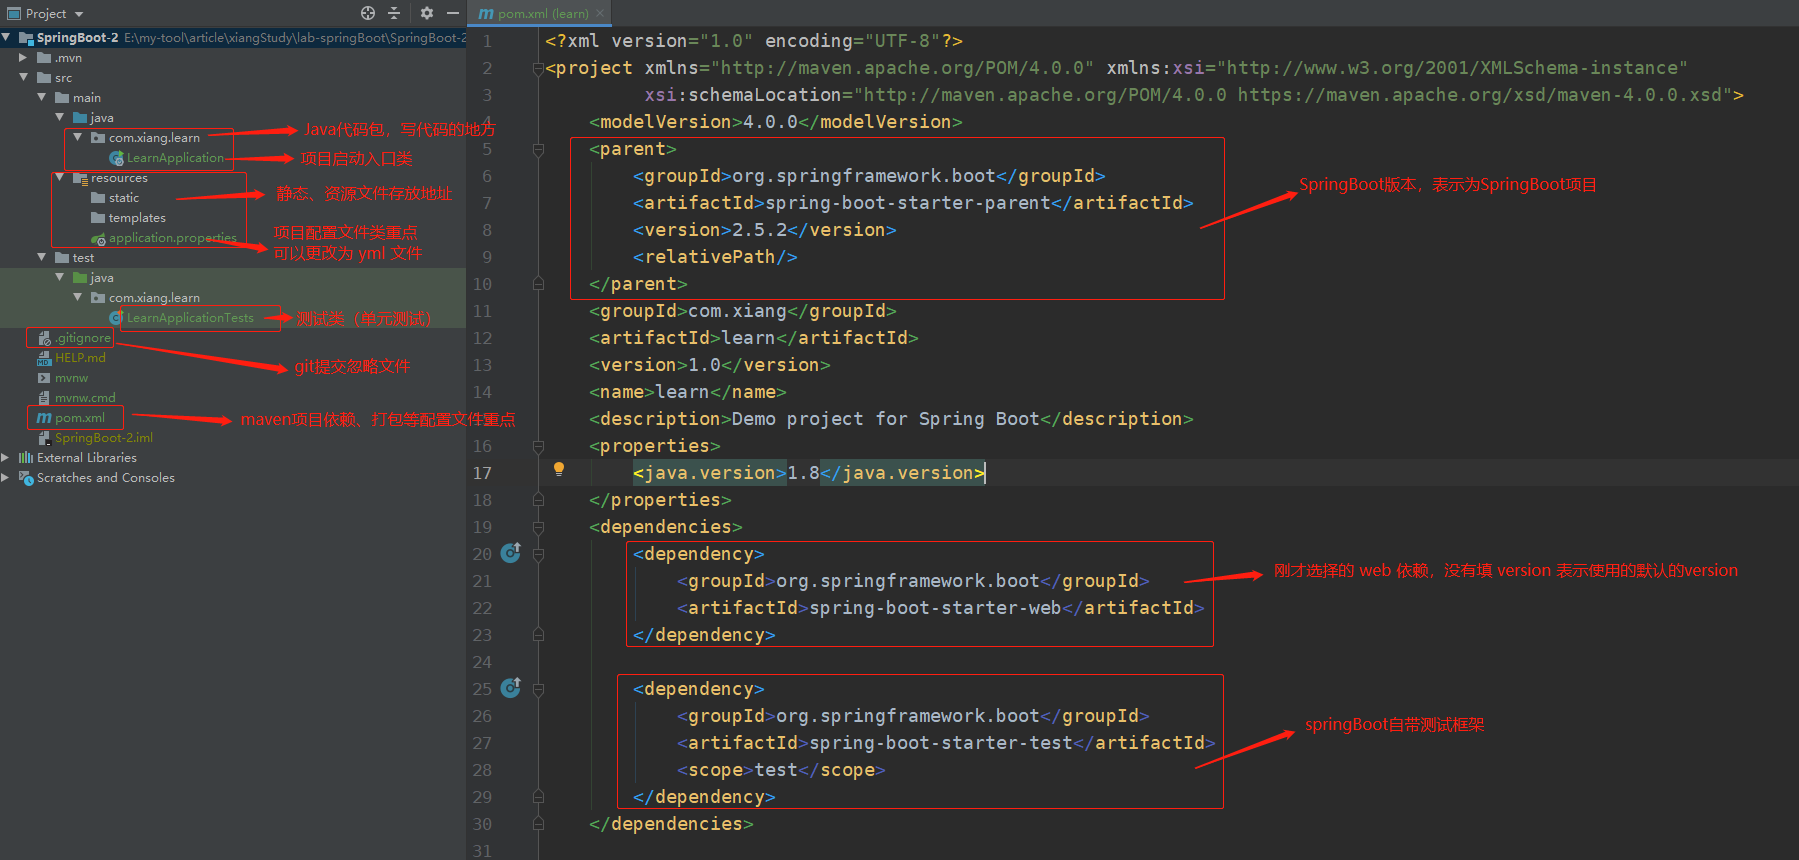 Project
SpringBoot-2 E:\my-tool\article\xiangStudy\lab-springBoot\SpringBoot-2
.mvn
src
main
java
com.xiang.learn
Java代码包，写代码的地方
LearnApplication
项目启动入口类
resources
static
静态、资源文件存放地址
templates
application.properties
项目配置文件类重点
可以更改为 yml 文件
test
java
com.xiang.learn
LearnApplicationTests
测试类（单元测试）
.gitignore
HELP.md
git提交忽略文件
mvnw
mvnw.cmd
pom.xml
maven项目依赖、打包等配置文件重点
SpringBoot-2.iml
External Libraries
Scratches and Consoles
pom.xml (learn)
1 <?xml version="1.0" encoding="UTF-8"?>
2 <project xmlns="http://maven.apache.org/POM/4.0.0" xmlns:xsi="http://www.w3.org/2001/XMLSchema-instance"
3 xsi:schemaLocation="http://maven.apache.org/POM/4.0.0 https://maven.apache.org/xsd/maven-4.0.0.xsd">
4 <modelVersion>4.0.0</modelVersion>
5 <parent>
6 <groupId>org.springframework.boot</groupId>
SpringBoot版本，表示为SpringBoot项目
7 <artifactId>spring-boot-starter-parent</artifactId>
8 <version>2.5.2</version>
9 <relativePath/>
10 </parent>
11 <groupId>com.xiang</groupId>
12 <artifactId>learn</artifactId>
13 <version>1.0</version>
14 <name>learn</name>
<description>Demo project for Spring Boot</description>
16 <properties>
17 <java.version>1.8</java.version>
18 </properties>
19 <dependencies>
20 <dependency>
21 <groupId>org.springframework.boot</groupId>
刚才选择的 web 依赖，没有填 version 表示使用的默认的version
22 <artifactId>spring-boot-starter-web</artifactId>
23 </dependency>
24
25 <dependency>
26 <groupId>org.springframework.boot</groupId>
springBoot自带测试框架
27 <artifactId>spring-boot-starter-test</artifactId>
28 <scope>test</scope>
29 </dependency>
30 </dependencies>
31